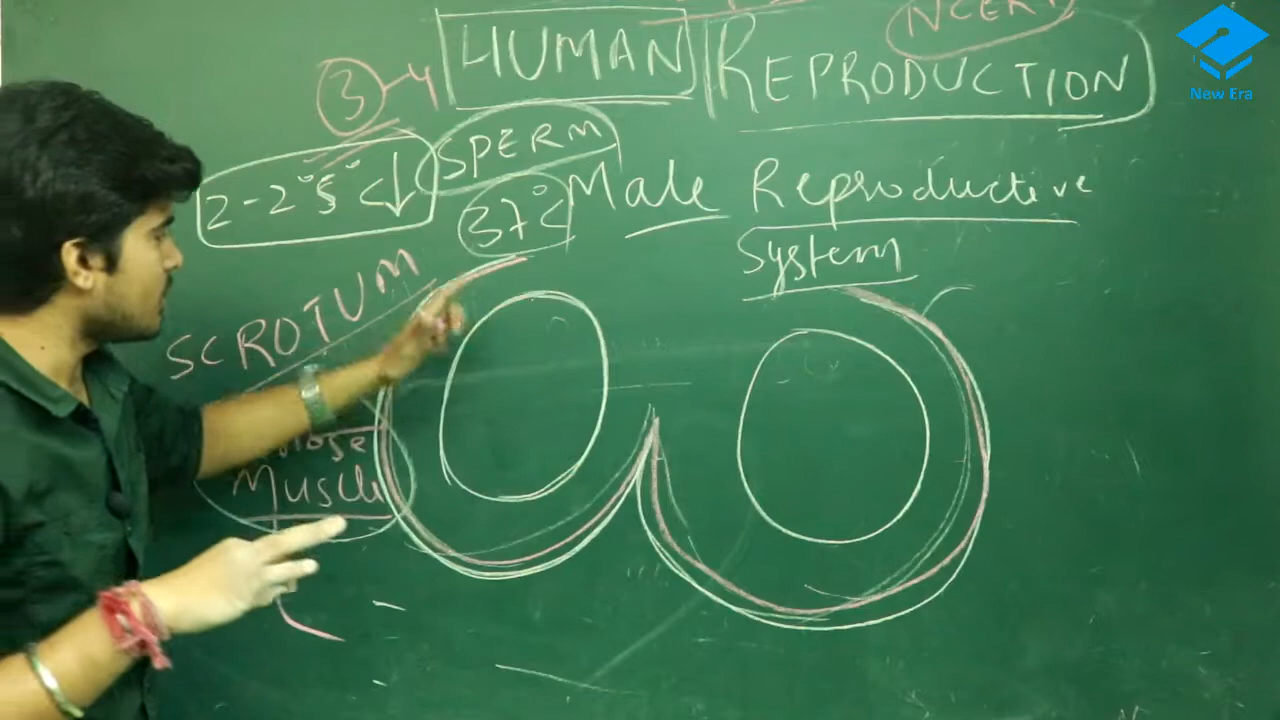 NCERT
HUMAN REPRODUCTION
3-4
SPERM
2-2°5°C↓
37°C
Male Reproductive
System
SCROTUM
Muscle
New Era